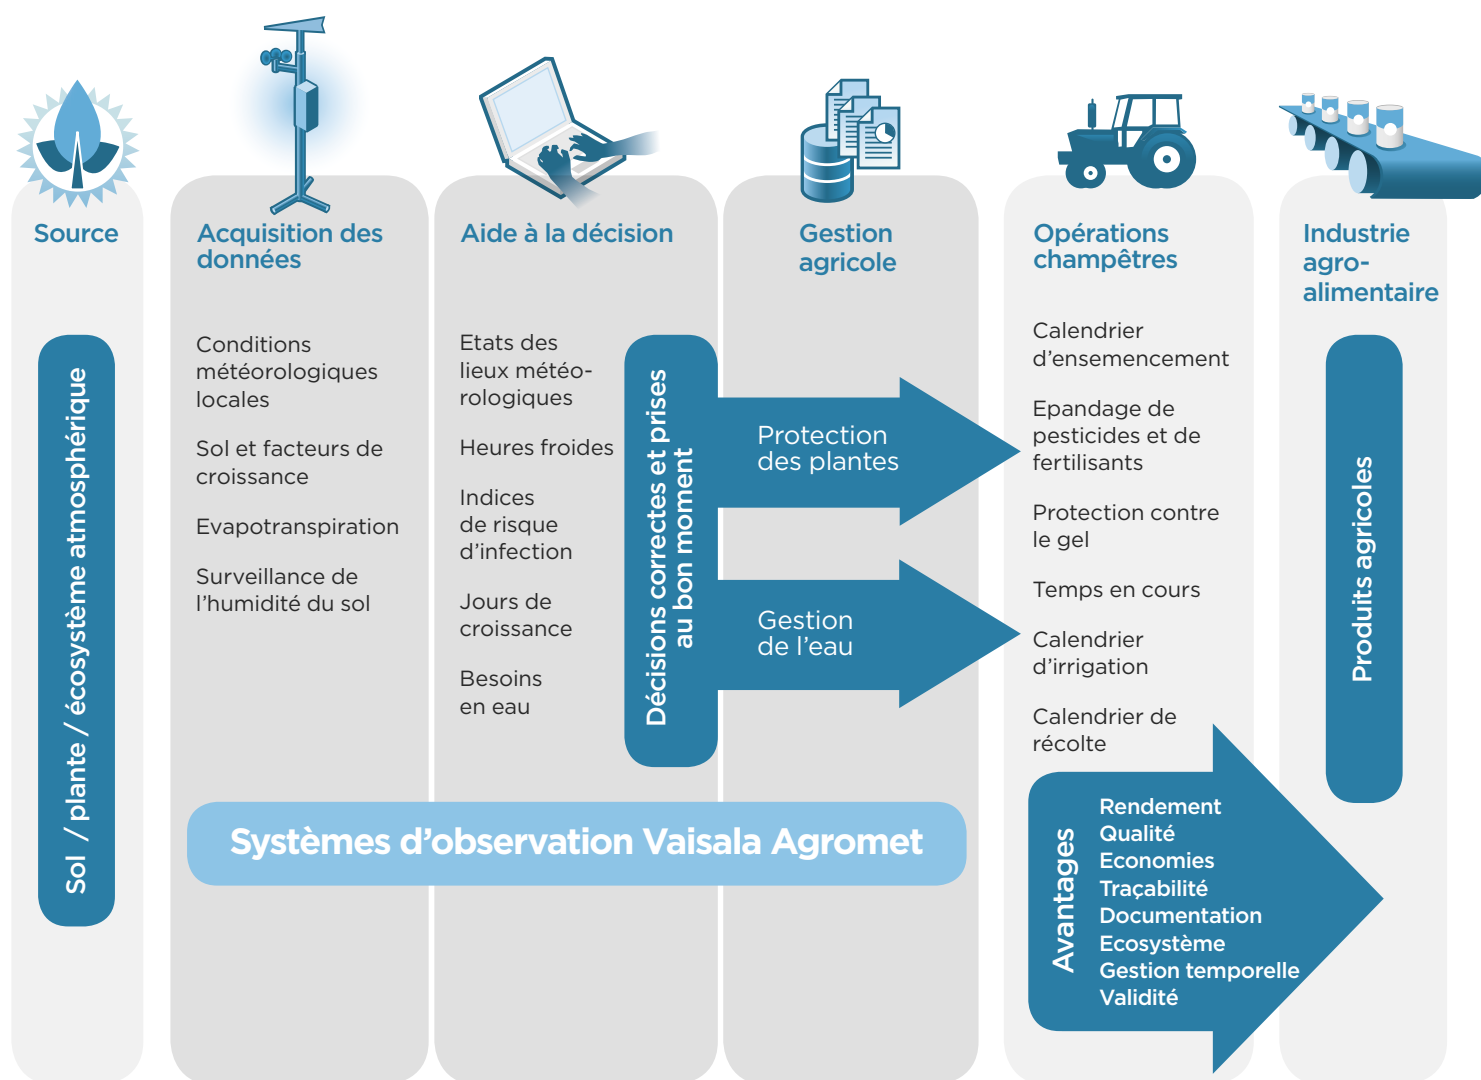 Source
Sol / plante / écosystème atmosphérique
Acquisition des
données
Conditions
météorologiques
locales
Sol et facteurs de
croissance
Evapotranspiration
Surveillance de
l’humidité du sol
Aide à la décision
Etats des
lieux météo-
rologiques
Heures froides
Indices
de risque
d’infection
Jours de
croissance
Besoins
en eau
Décisions correctes et prises
au bon moment
Gestion
agricole
Protection
des plantes
Gestion
de l’eau
Systèmes d’observation Vaisala Agromet
Opérations
champêtres
Calendrier
d’ensemencement
Epandage de
pesticides et de
fertilisants
Protection contre
le gel
Temps en cours
Calendrier
d’irrigation
Calendrier de
récolte
Avantages
Rendement
Qualité
Economies
Traçabilité
Documentation
Ecosystème
Gestion temporelle
Validité
Industrie
agro-
alimentaire
Produits agricoles